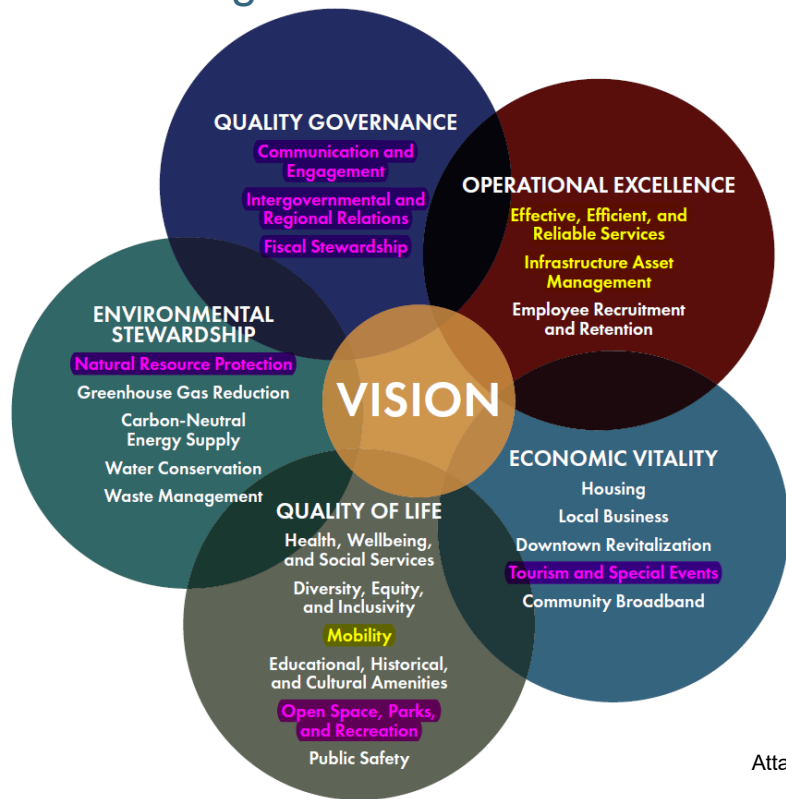 QUALITY GOVERNANCE
Communication and
Engagement
Intergovernmental and
Regional Relations
Fiscal Stewardship
OPERATIONAL EXCELLENCE
Effective, Efficient, and
Reliable Services
Infrastructure Asset
Management
Employee Recruitment
and Retention
ENVIRONMENTAL
STEWARDSHIP
Natural Resource Protection
Greenhouse Gas Reduction
Carbon-Neutral
Energy Supply
Water Conservation
Waste Management
VISION
ECONOMIC VITALITY
Housing
Local Business
Downtown Revitalization
Tourism and Special Events
Community Broadband
QUALITY OF LIFE
Health, Wellbeing,
and Social Services
Diversity, Equity,
and Inclusivity
Mobility
Educational, Historical,
and Cultural Amenities
Open Space, Parks,
and Recreation
Public Safety
Atta